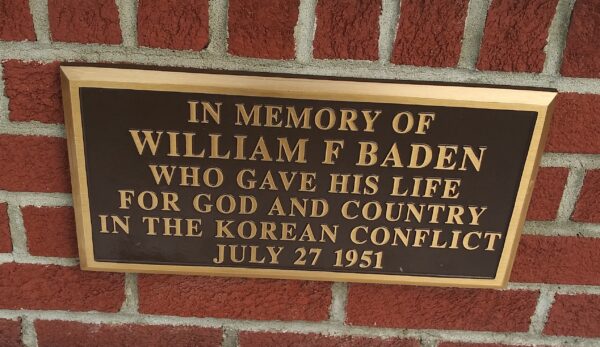 IN MEMORY OF
WILLIAM F BADEN
WHO GAVE HIS LIFE
FOR GOD AND COUNTRY
IN THE KOREAN CONFLICT
JULY 27 1951